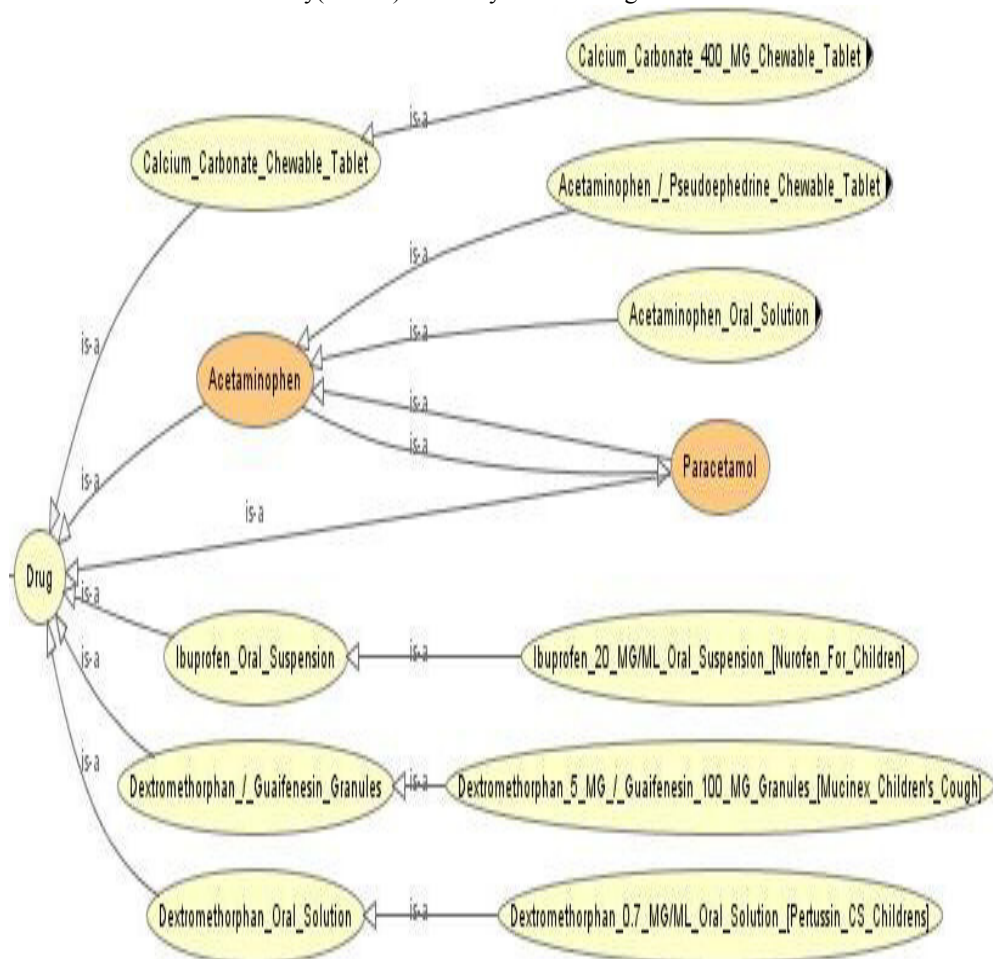 Calcium_Carbonate_400_MG_Chewable_Tablet
is-a
Calcium_Carbonate_Chewable_Tablet
Acetaminophen_/_Pseudoephedrine_Chewable_Tablet
is-a
Acetaminophen_Oral_Solution
is-a
is-a
Acetaminophen
is-a
is-a
Paracetamol
is-a
is-a
Drug
is-a
Ibuprofen_Oral_Suspension
is-a
Ibuprofen_20_MG/ML_Oral_Suspension_[Nurofen_For_Children]
is-a
is-a
Dextromethorphan_/_Guaifenesin_Granules
is-a
Dextromethorphan_5_MG_/_Guaifenesin_100_MG_Granules_[Mucinex_Children's_Cough]
Dextromethorphan_Oral_Solution
is-a
Dextromethorphan_0.7_MG/ML_Oral_Solution_[Pertussin_CS_Childrens]